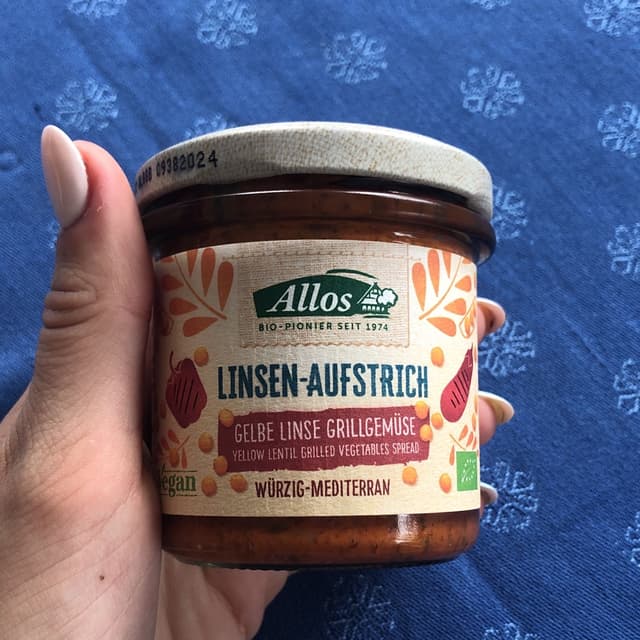 09382024
Allos
BIO-PIONIER SEIT 1974
LINSEN-AUFSTRICH
GELBE LINSE GRILLGEMÜSE
YELLOW LENTIL GRILLED VEGETABLES SPREAD
WÜRZIG-MEDITERRAN
vegan